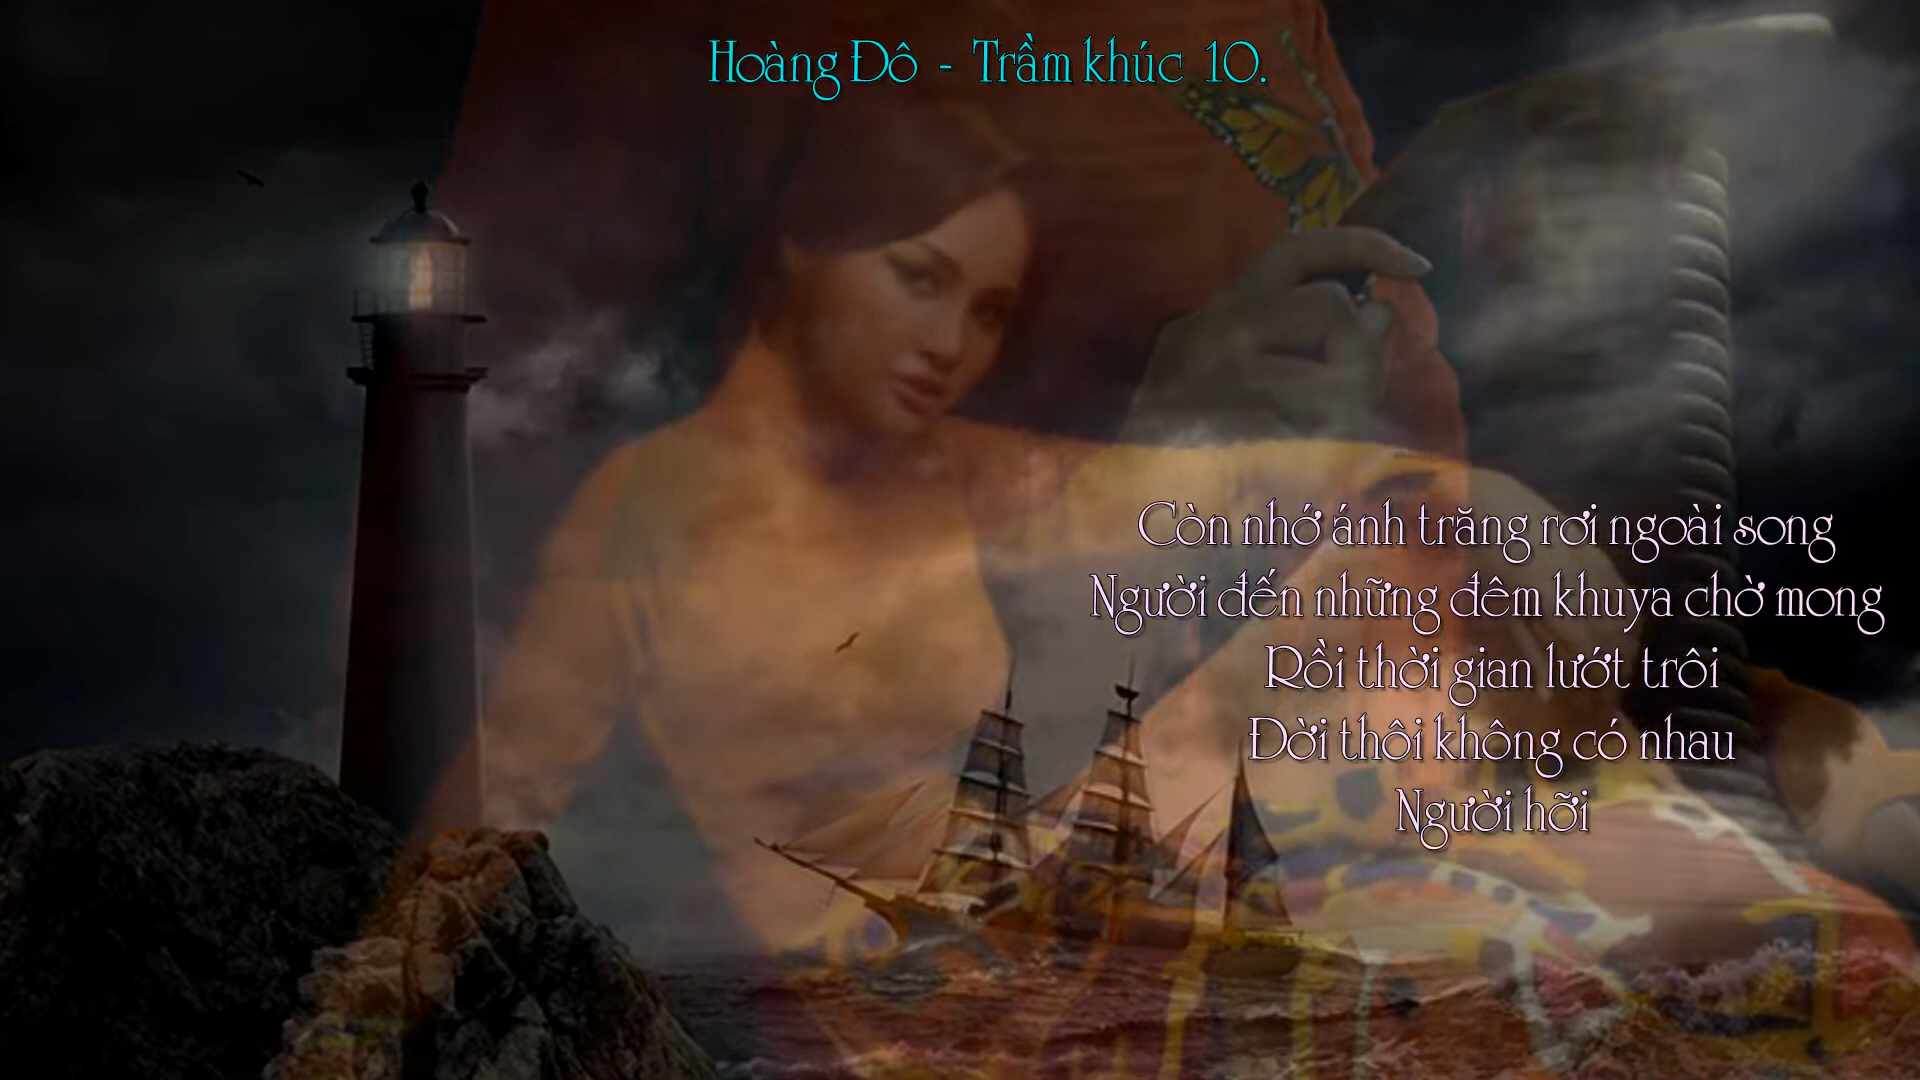 Hoàng Đô - Trầm khúc 10.
Còn nhớ ánh trăng rơi ngoài song
Người đến những đêm khuya chờ mong
Rồi thời gian lướt trôi
Đời thôi không có nhau
Người hỡi